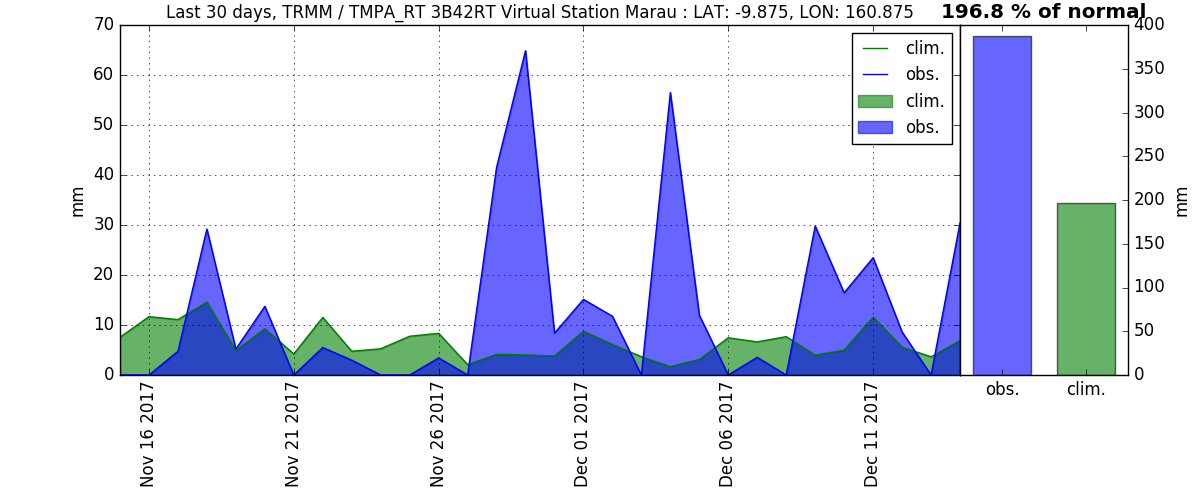 Last 30 days, TRMM / TMPA_RT 3B42RT Virtual Station Marau : LAT: -9.875, LON: 160.875
196.8 % of normal
70
60
50
40
30
20
10
0
mm
clim.
obs.
clim.
obs.
Nov 16 2017
Nov 21 2017
Nov 26 2017
Dec 01 2017
Dec 06 2017
Dec 11 2017
400
350
300
250
200
150
100
50
0
mm
obs.
clim.